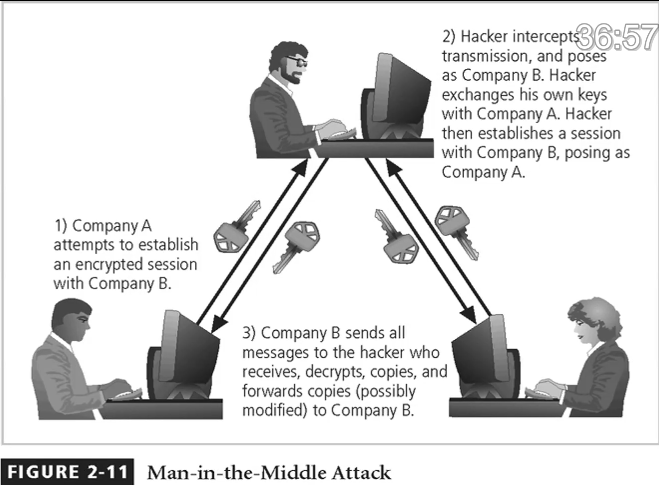 36:57
2) Hacker intercepts
transmission, and poses
as Company B. Hacker
exchanges his own keys
with Company A. Hacker
then establishes a session
with Company B, posing as
Company A.
1) Company A
attempts to establish
an encrypted session
with Company B.
3) Company B sends all
messages to the hacker who
receives, decrypts, copies, and
forwards copies (possibly
modified) to Company B.
FIGURE 2-11 Man-in-the-Middle Attack